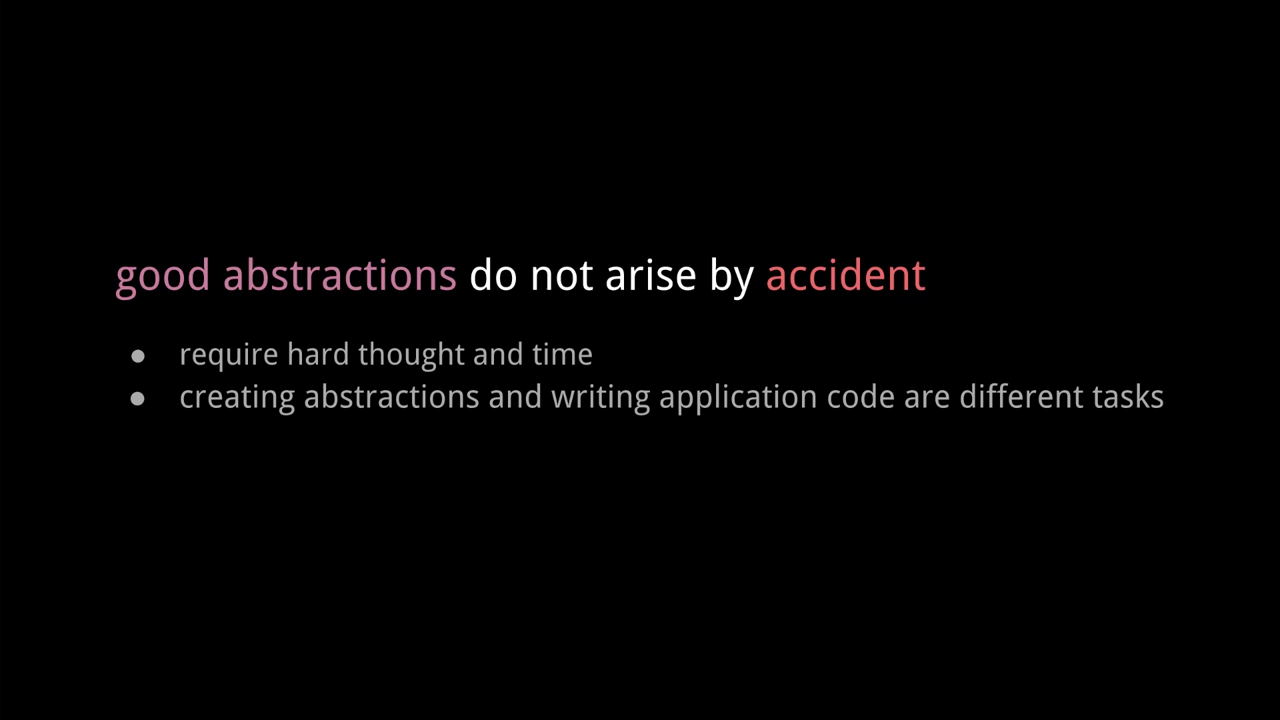 good abstractions do not arise by accident
● require hard thought and time
● creating abstractions and writing application code are different tasks